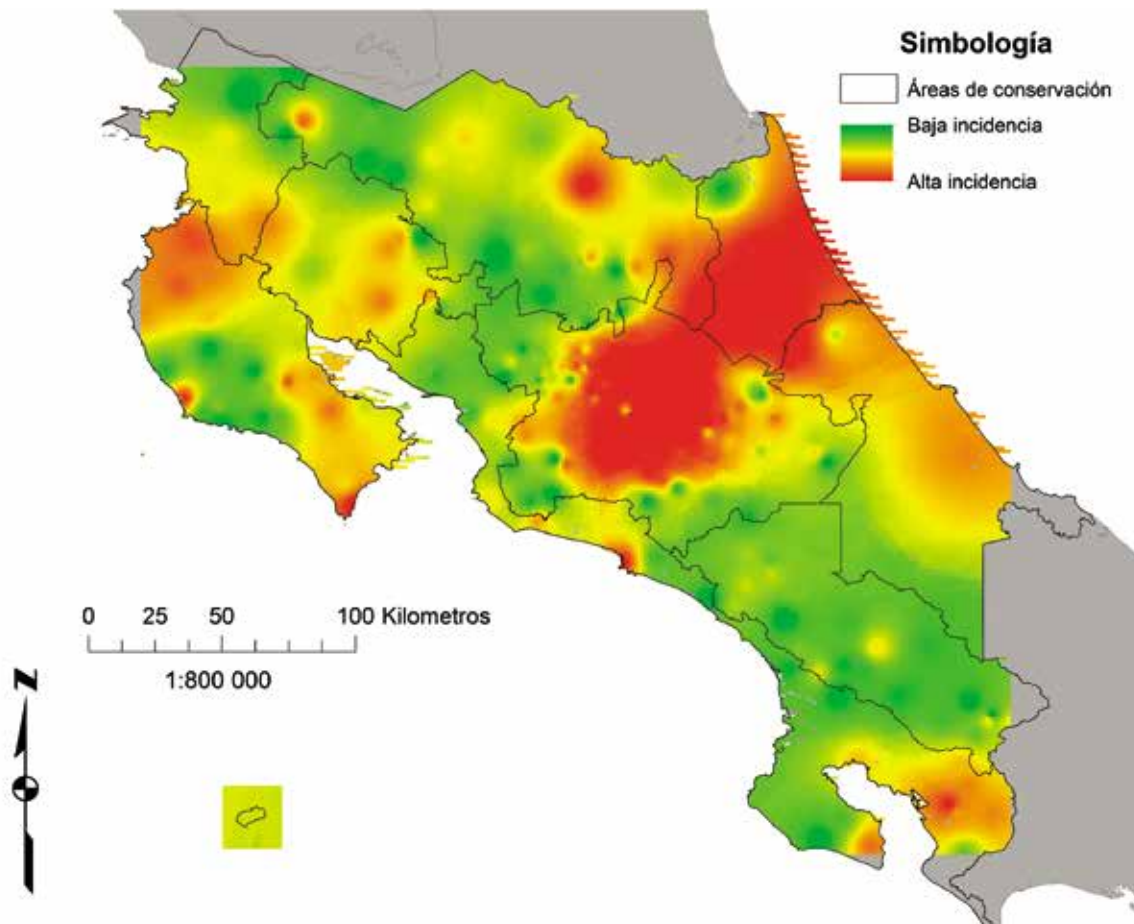 Simbología
Áreas de conservación
Baja incidencia
Alta incidencia
0 25 50 100 Kilometros
1:800 000
N